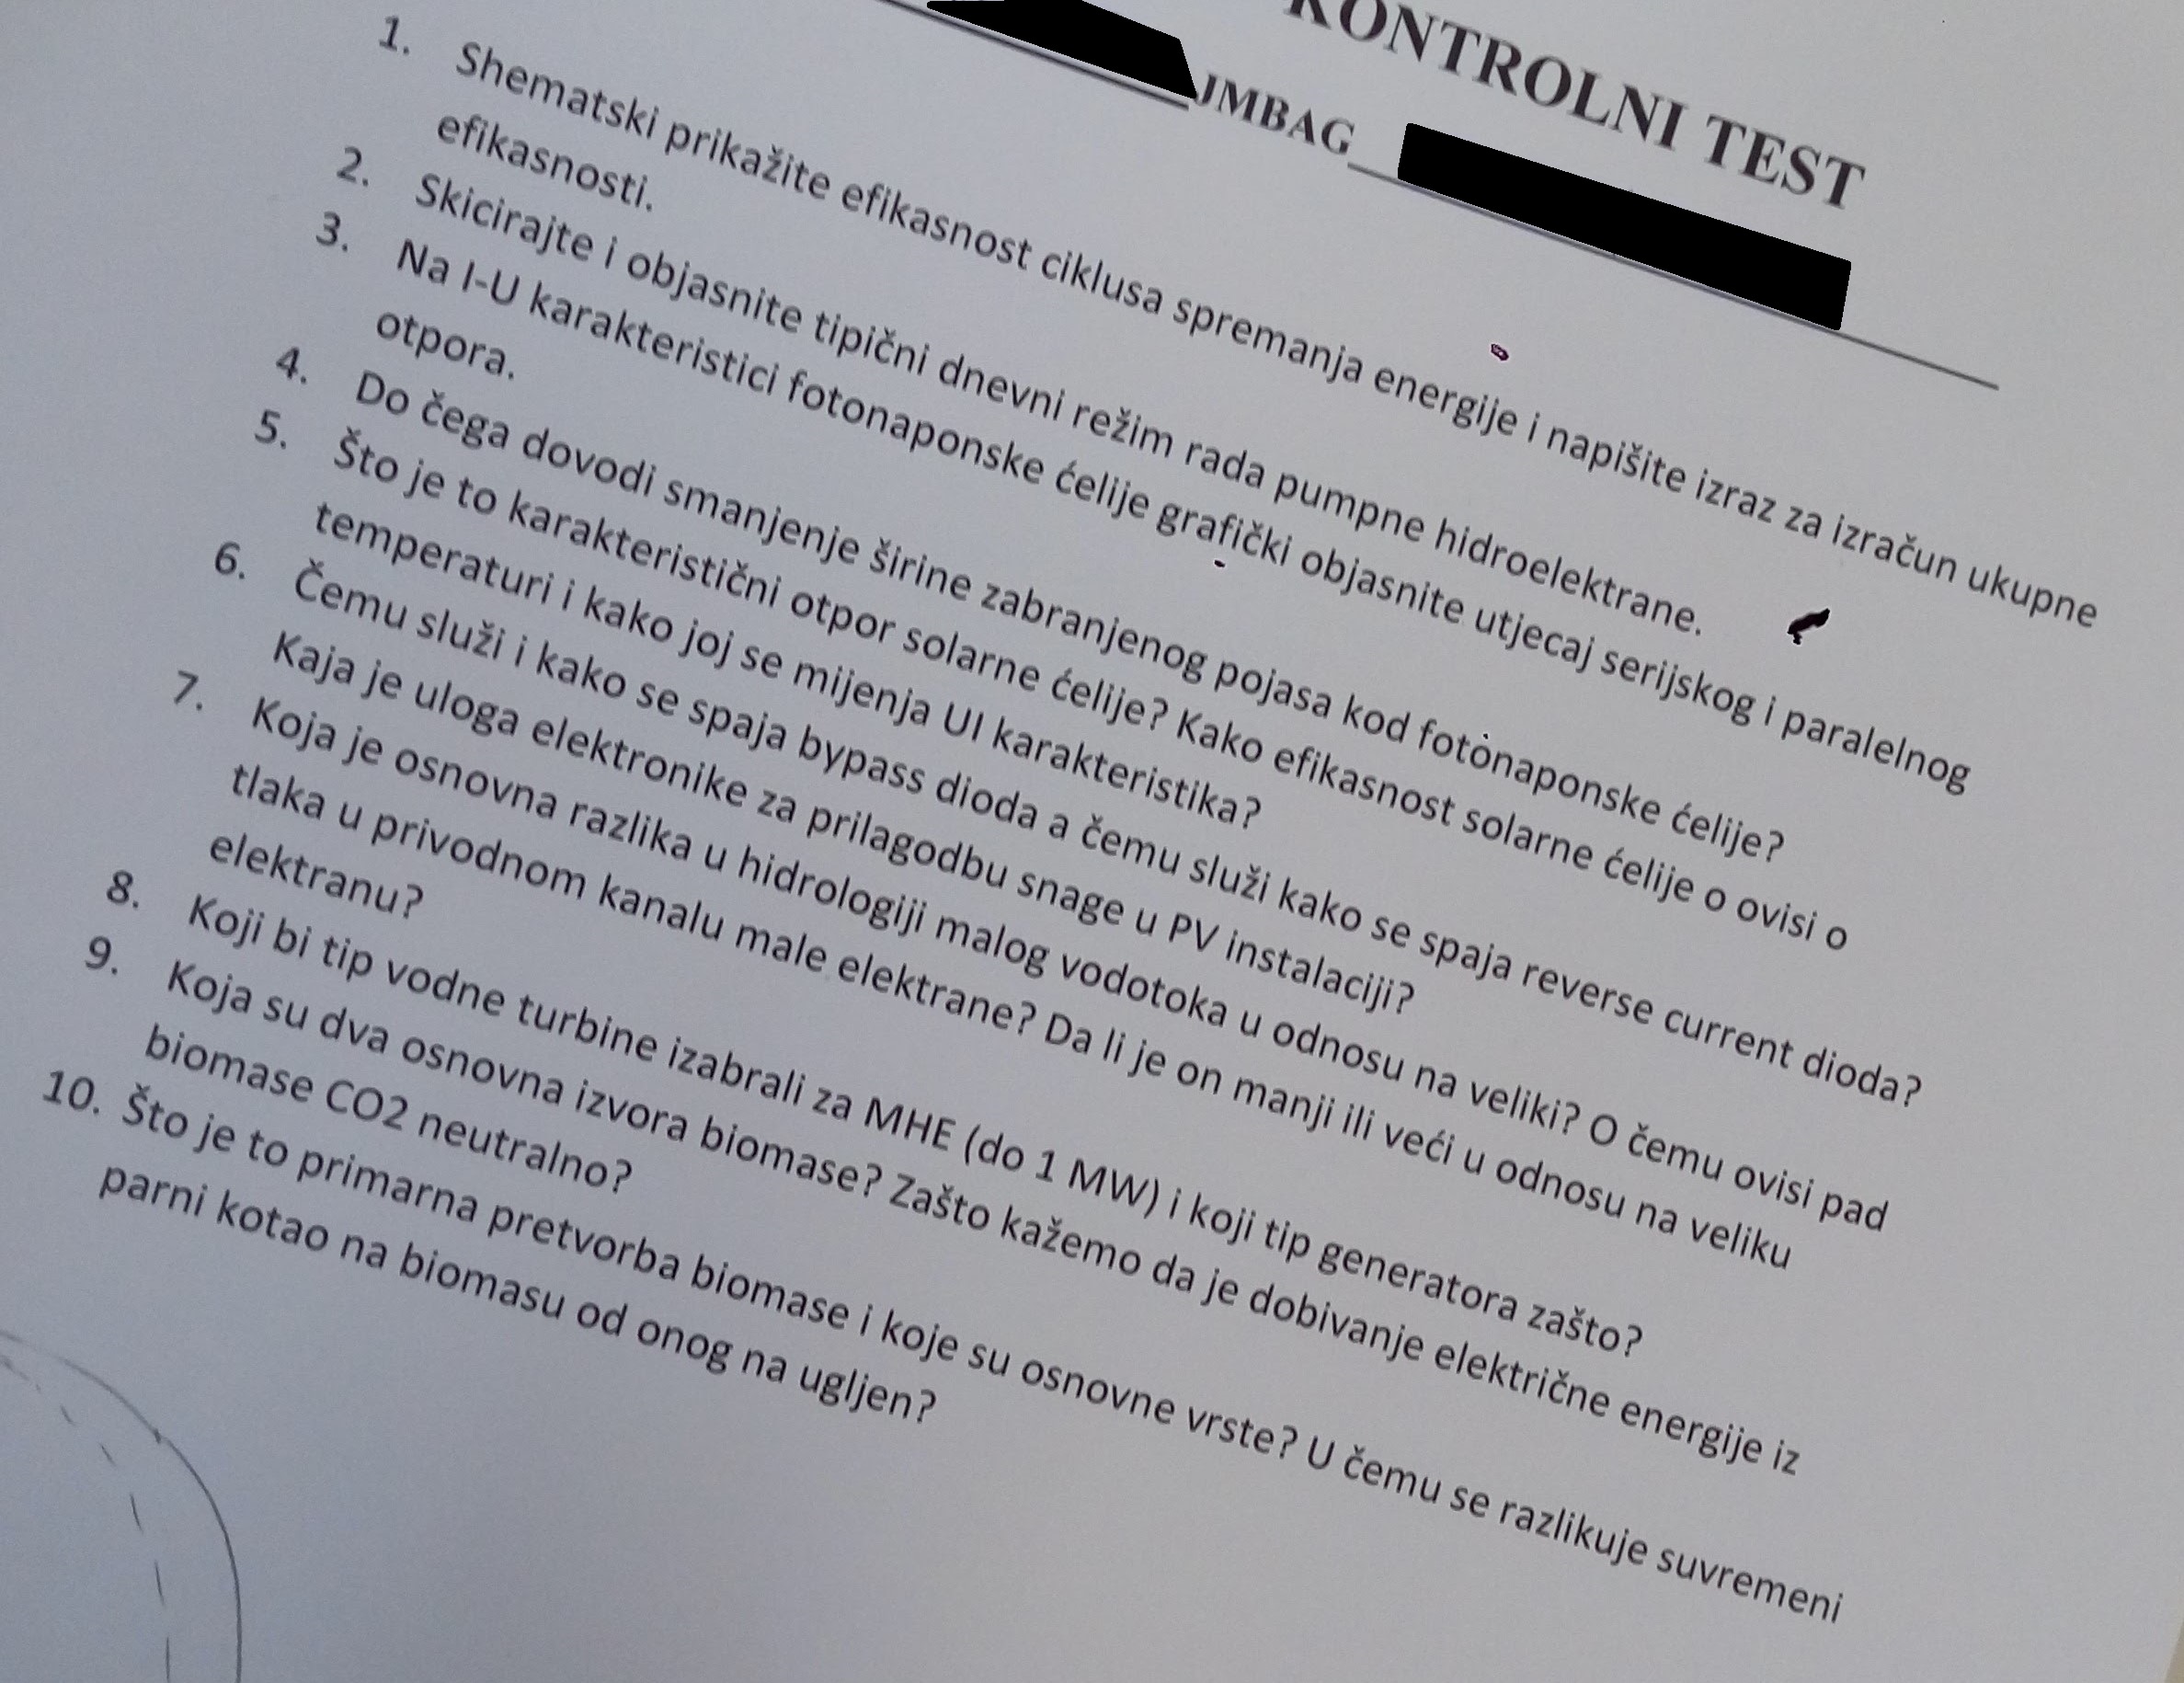 KONTROLNI TEST
JMBAG
1. Shematski prikažite efikasnost ciklusa spremanja energije i napišite izraz za izračun ukupne
efikasnosti.
2. Skicirajte i objasnite tipični dnevni režim rada pumpne hidroelektrane.
3. Na I-U karakteristici fotonaponske ćelije grafički objasnite utjecaj serijskog i paralelnog
otpora.
4. Do čega dovodi smanjenje širine zabranjenog pojasa kod fotonaponske ćelije?
5. Što je to karakteristični otpor solarne ćelije? Kako efikasnost solarne ćelije o ovisi o
temperaturi i kako joj se mijenja UI karakteristika?
6. Čemu služi i kako se spaja bypass dioda a čemu služi kako se spaja reverse current dioda?
Kaja je uloga elektronike za prilagodbu snage u PV instalaciji?
7. Koja je osnovna razlika u hidrologiji malog vodotoka u odnosu na veliki? O čemu ovisi pad
tlaka u privodnom kanalu male elektrane? Da li je on manji ili veći u odnosu na veliku
elektranu?
8. Koji bi tip vodne turbine izabrali za MHE (do 1 MW) i koji tip generatora zašto?
9. Koja su dva osnovna izvora biomase? Zašto kažemo da je dobivanje električne energije iz
biomase CO2 neutralno?
10. Što je to primarna pretvorba biomase i koje su osnovne vrste? U čemu se razlikuje suvremeni
parni kotao na biomasu od onog na ugljen?